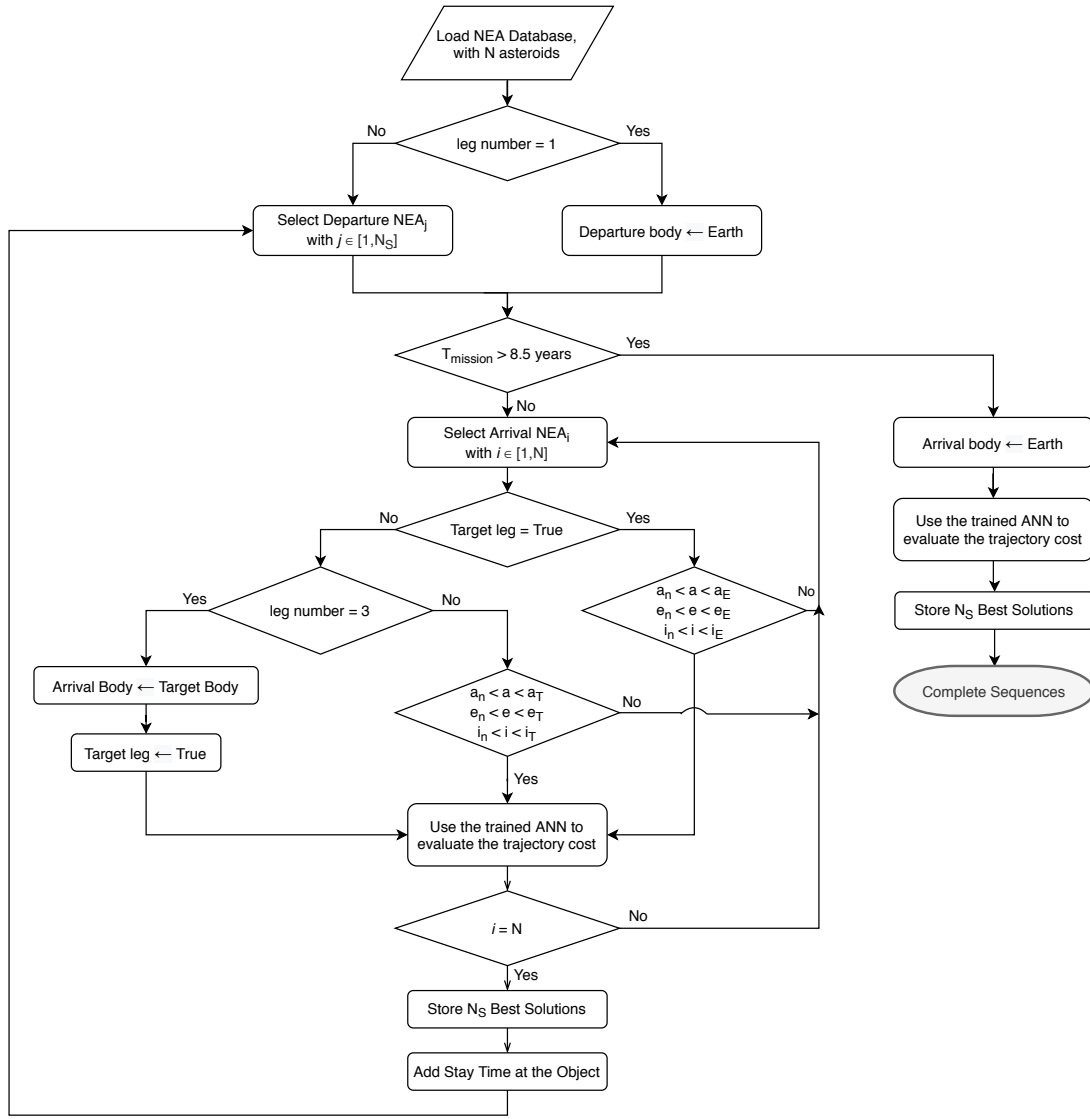 Load NEA Database,
with N asteroids
No
Yes
leg number = 1
Select Departure NEAj
with j ∈ [1,NS]
Departure body ← Earth
Tmission > 8.5 years
Yes
No
Select Arrival NEAi
with i ∈ [1,N]
Arrival body ← Earth
No
Target leg = True
Yes
Use the trained ANN to
evaluate the trajectory cost
Yes
leg number = 3
No
an < a < aE
en < e < eE
in < i < iE
No
Store NS Best Solutions
Arrival Body ← Target Body
an < a < aT
en < e < eT
in < i < iT
No
Complete Sequences
Target leg ← True
Yes
Use the trained ANN to
evaluate the trajectory cost
i = N
No
Yes
Store NS Best Solutions
Add Stay Time at the Object